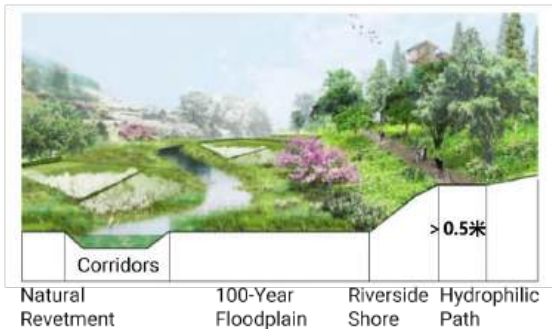 > 0.5米
Corridors
Natural Revetment
100-Year Floodplain
Riverside Shore
Hydrophilic Path